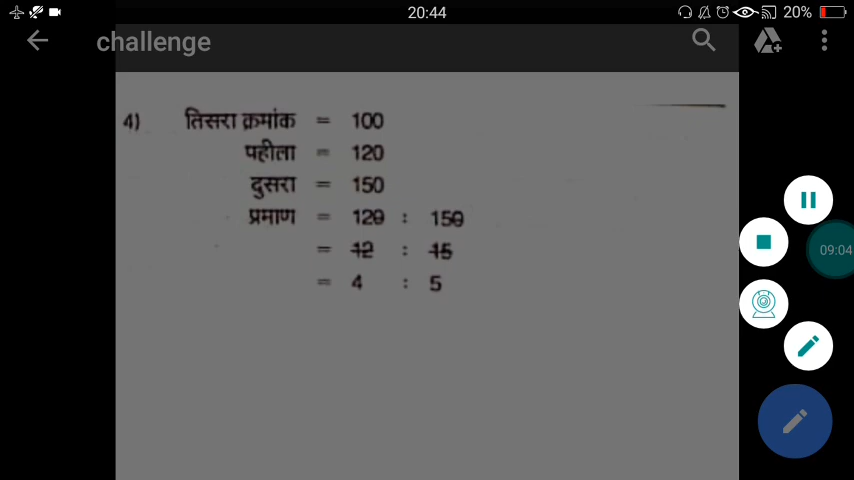 20:44
20%
challenge
4) तिसरा क्रमांक = 100
पहीला = 120
दुसरा = 150
प्रमाण = 120 : 150
= 12 : 15
= 4 : 5
09:04